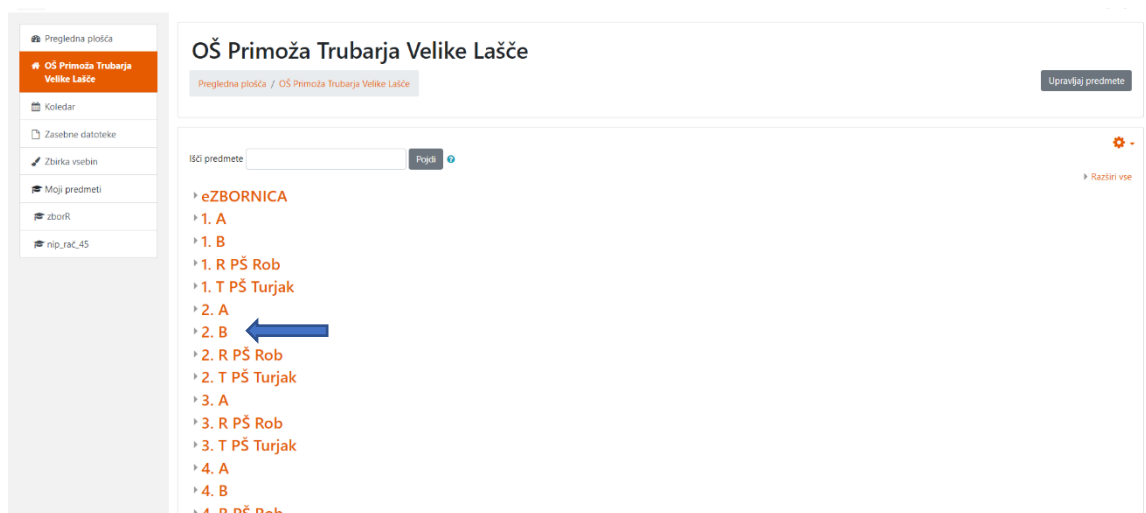 Pregledna plošča
OŠ Primoža Trubarja
Velike Lašče
Koledar
Zasebne datoteke
Zbirka vsebin
Moji predmeti
zborR
nip_rač_45
OŠ Primoža Trubarja Velike Lašče
Pregledna plošča / OŠ Primoža Trubarja Velike Lašče
Upravljaj predmete
Išči predmete
Pojdi
Razširi vse
eZBORNICA
1. A
1. B
1. R PŠ Rob
1. T PŠ Turjak
2. A
2. B
2. R PŠ Rob
2. T PŠ Turjak
3. A
3. R PŠ Rob
3. T PŠ Turjak
4. A
4. B
4. R PŠ Rob